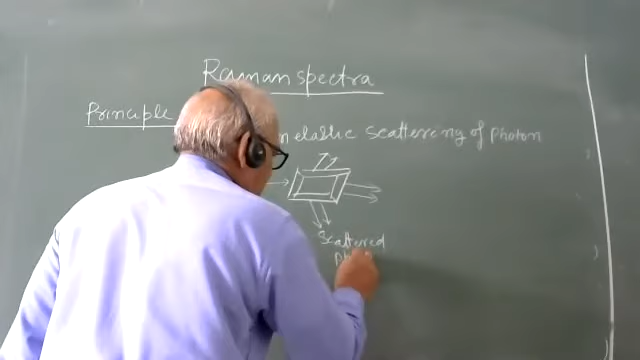 Raman spectra
Principle
elastic scattering of photon
Scattered